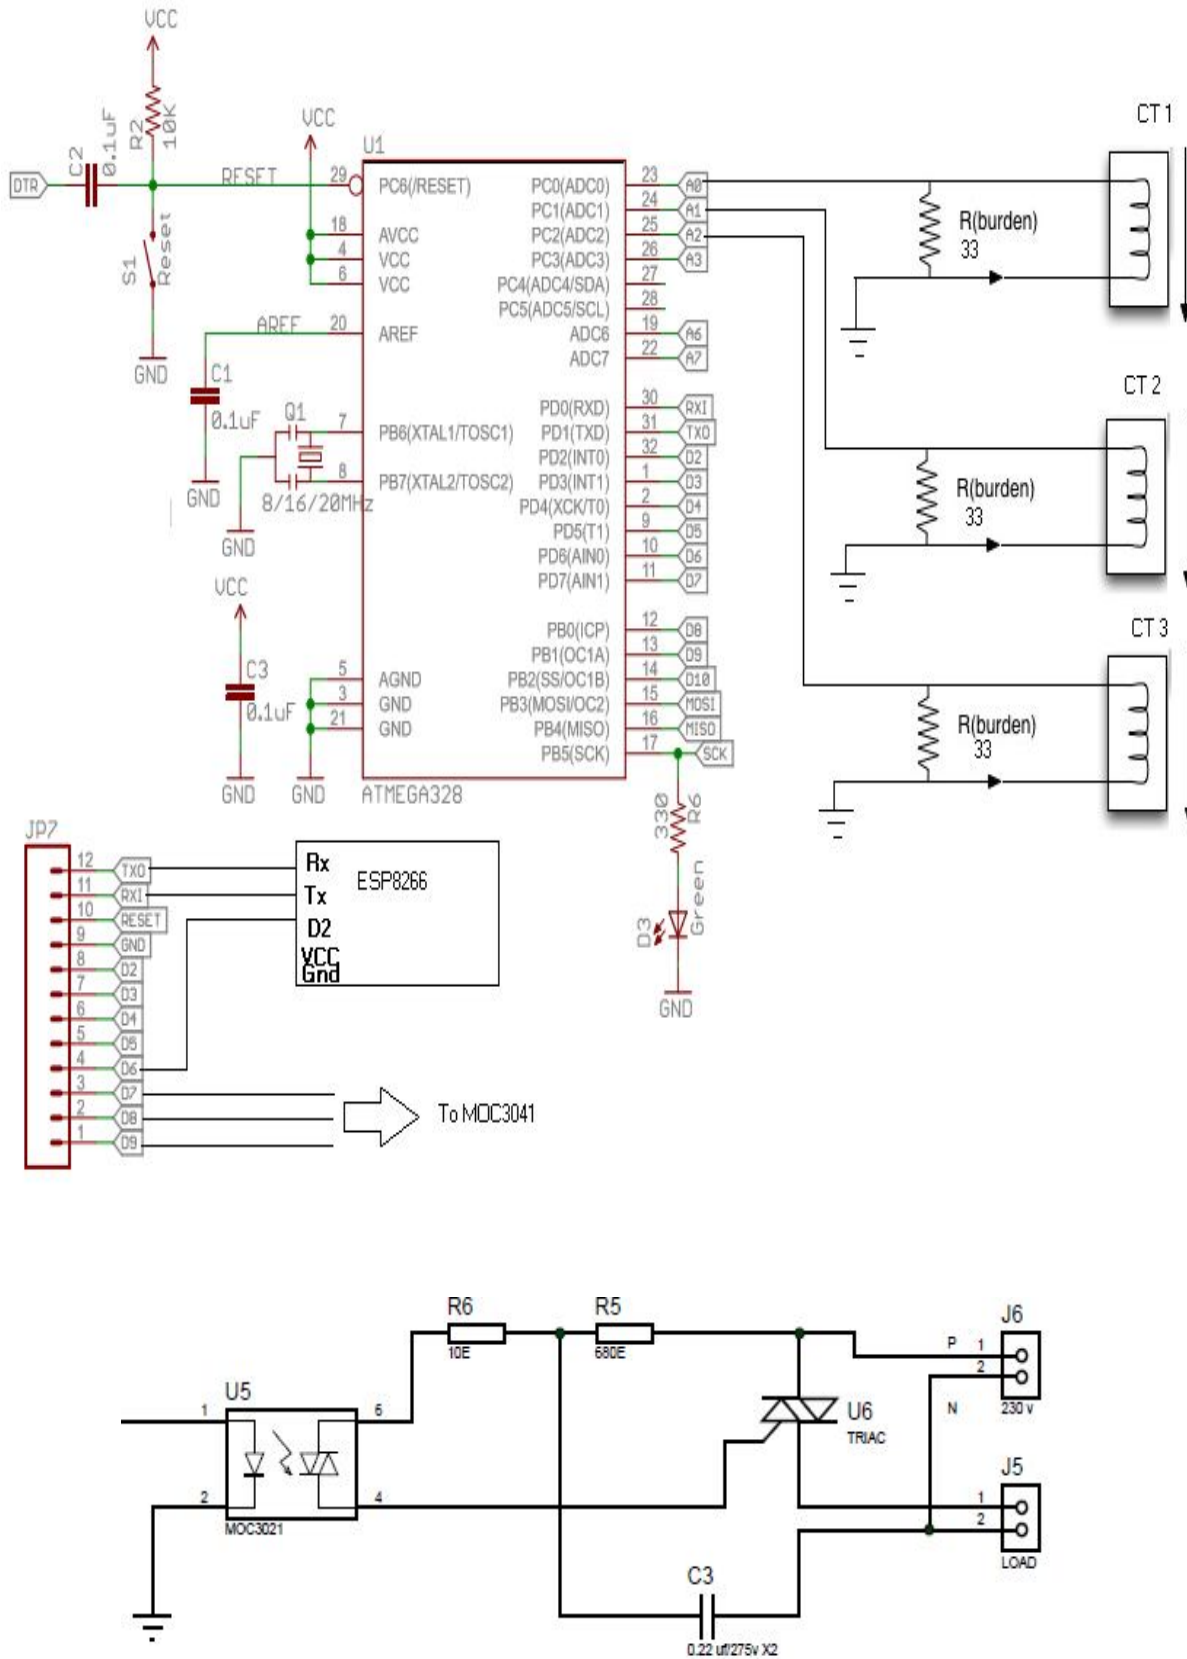 VCC
R2
10K
C2
0.1uF
DTR
RESET
S1
Reset
GND
VCC
U1
29
PC6(/RESET)
18
AVCC
4
VCC
6
VCC
AREF
20
AREF
C1
0.1uF
GND
Q1
7
PB6(XTAL1/TOSC1)
8
PB7(XTAL2/TOSC2)
8/16/20MHz
GND
VCC
C3
0.1uF
GND
5
AGND
3
GND
21
GND
GND
ATMEGA328
PC0(ADC0) 23 A0
PC1(ADC1) 24 A1
PC2(ADC2) 25 A2
PC3(ADC3) 26 A3
PC4(ADC4/SDA) 27
PC5(ADC5/SCL) 28
ADC6 19 A6
ADC7 22 A7
PD0(RXD) 30 RXI
PD1(TXD) 31 TXO
PD2(INT0) 32 D2
PD3(INT1) 1 D3
PD4(XCK/T0) 2 D4
PD5(T1) 9 D5
PD6(AIN0) 10 D6
PD7(AIN1) 11 D7
PB0(ICP) 12 D8
PB1(OC1A) 13 D9
PB2(SS/OC1B) 14 D10
PB3(MOSI/OC2) 15 MOSI
PB4(MISO) 16 MISO
PB5(SCK) 17 SCK
330
R6
D3
Green
GND
CT 1
R(burden)
33
CT 2
R(burden)
33
CT 3
R(burden)
33
JP7
12 TXO
11 RXI
10 RESET
9 GND
8 D2
7 D3
6 D4
5 D5
4 D6
3 D7
2 D8
1 D9
Rx
ESP8266
Tx
D2
VCC
Gnd
To MOC3041
R6
10E
R5
680E
J6
P 1
2
N
230 v
U5
1
6
2
4
MOC3021
U6
TRIAC
J5
1
2
LOAD
C3
0.22 uf/275v X2